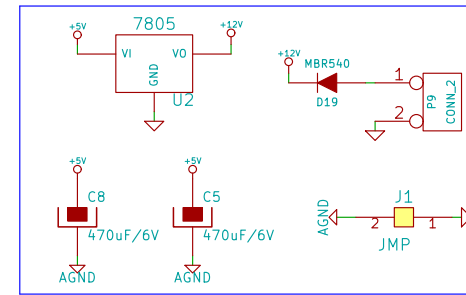 7805
+5V
+12V
VI
VO
GND
U2
+12V
MBR540
D19
1
2
P9
CONN_2
+5V
C8
470uF/6V
AGND
+5V
C5
470uF/6V
AGND
AGND
J1
2
1
JMP